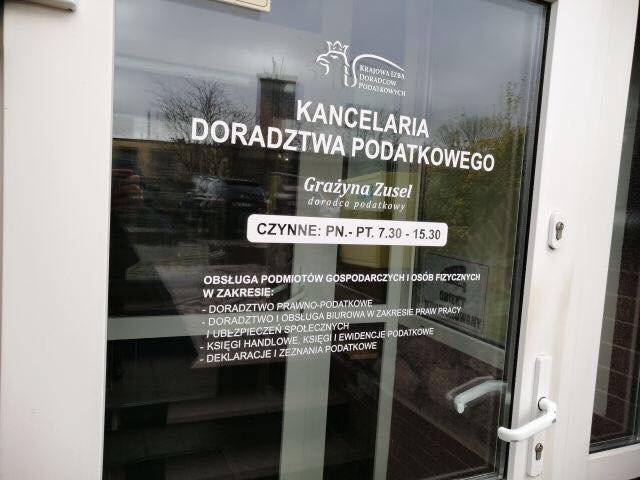 KRAJOWA IZBA
DORADCÓW
PODATKOWYCH
KANCELARIA
DORADZTWA PODATKOWEGO
Grażyna Zusel
doradca podatkowy
CZYNNE: PN.- PT. 7.30 - 15.30
OBSŁUGA PODMIOTÓW GOSPODARCZYCH I OSÓB FIZYCZNYCH
W ZAKRESIE:
- DORADZTWO PRAWNO-PODATKOWE
- DORADZTWO I OBSŁUGA BIUROWA W ZAKRESIE PRAW PRACY
I UBEZPIECZEŃ SPOŁECZNYCH
- KSIĘGI HANDLOWE, KSIĘGI I EWIDENCJE PODATKOWE
- DEKLARACJE I ZEZNANIA PODATKOWE
OBIEKT